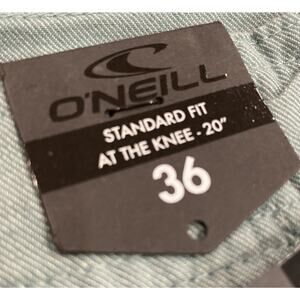 O'NEILL
STANDARD FIT
AT THE KNEE - 20"
36